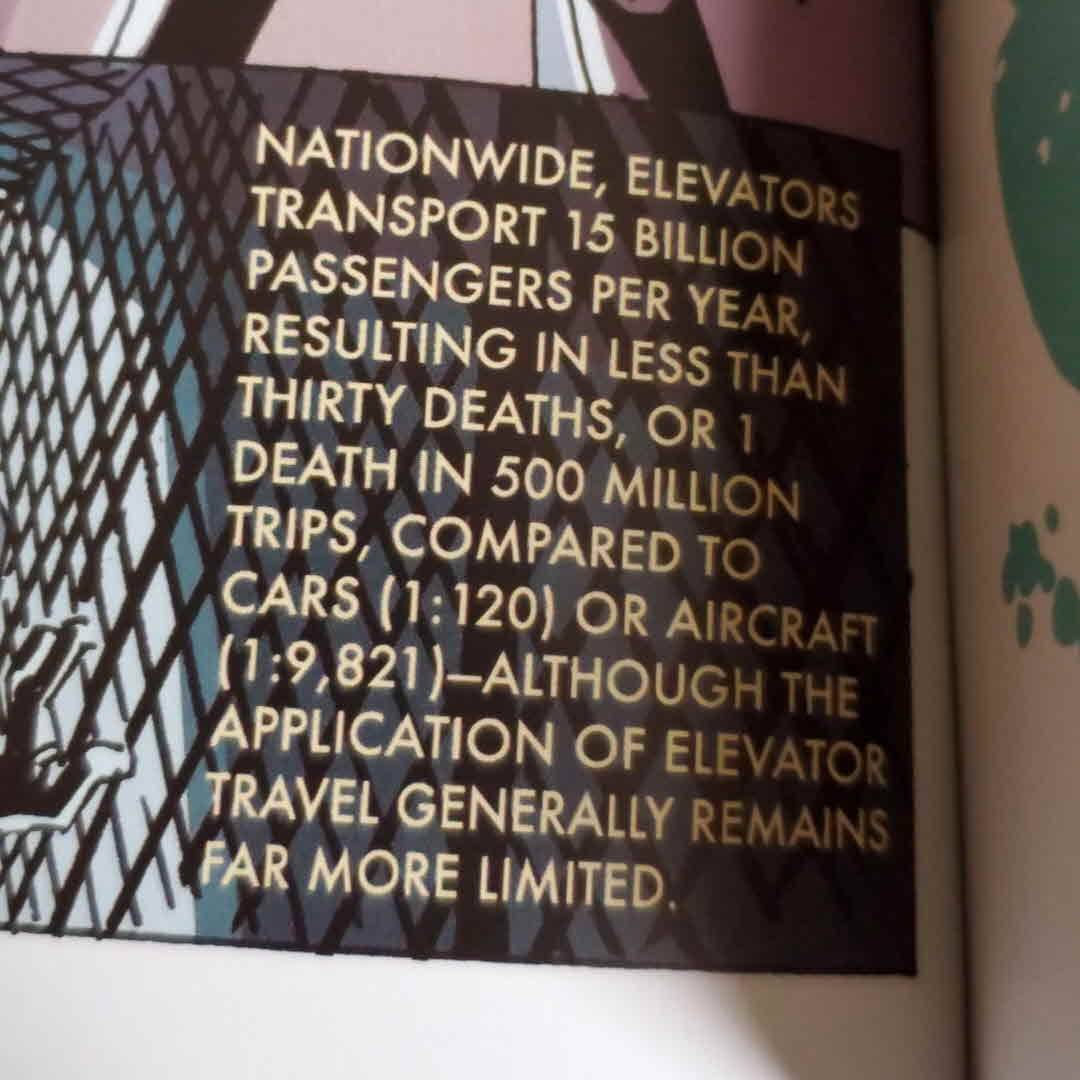 NATIONWIDE, ELEVATORS
TRANSPORT 15 BILLION
PASSENGERS PER YEAR,
RESULTING IN LESS THAN
THIRTY DEATHS, OR 1
DEATH IN 500 MILLION
TRIPS, COMPARED TO
CARS (1:120) OR AIRCRAFT
(1:9,821)—ALTHOUGH THE
APPLICATION OF ELEVATOR
TRAVEL GENERALLY REMAINS
FAR MORE LIMITED.